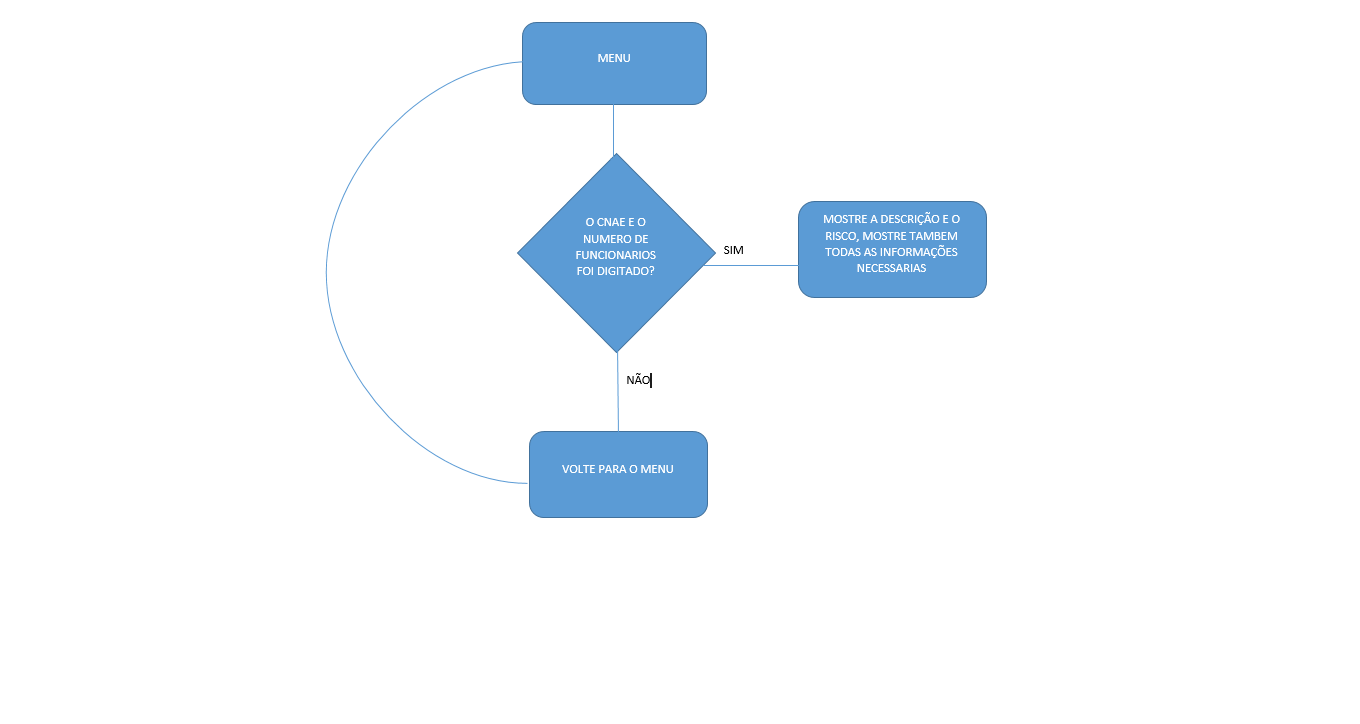 MENU
O CNAE E O
NUMERO DE
FUNCIONARIOS
FOI DIGITADO?
SIM
MOSTRE A DESCRIÇÃO E O
RISCO, MOSTRE TAMBEM
TODAS AS INFORMAÇÕES
NECESSARIAS
NÃO
VOLTE PARA O MENU